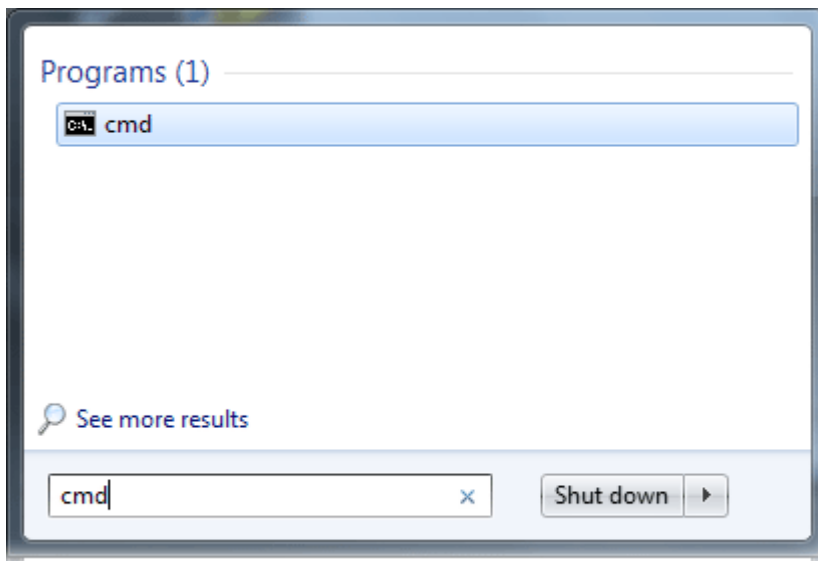 Programs (1)
C:\. cmd
See more results
cmd
Shut down